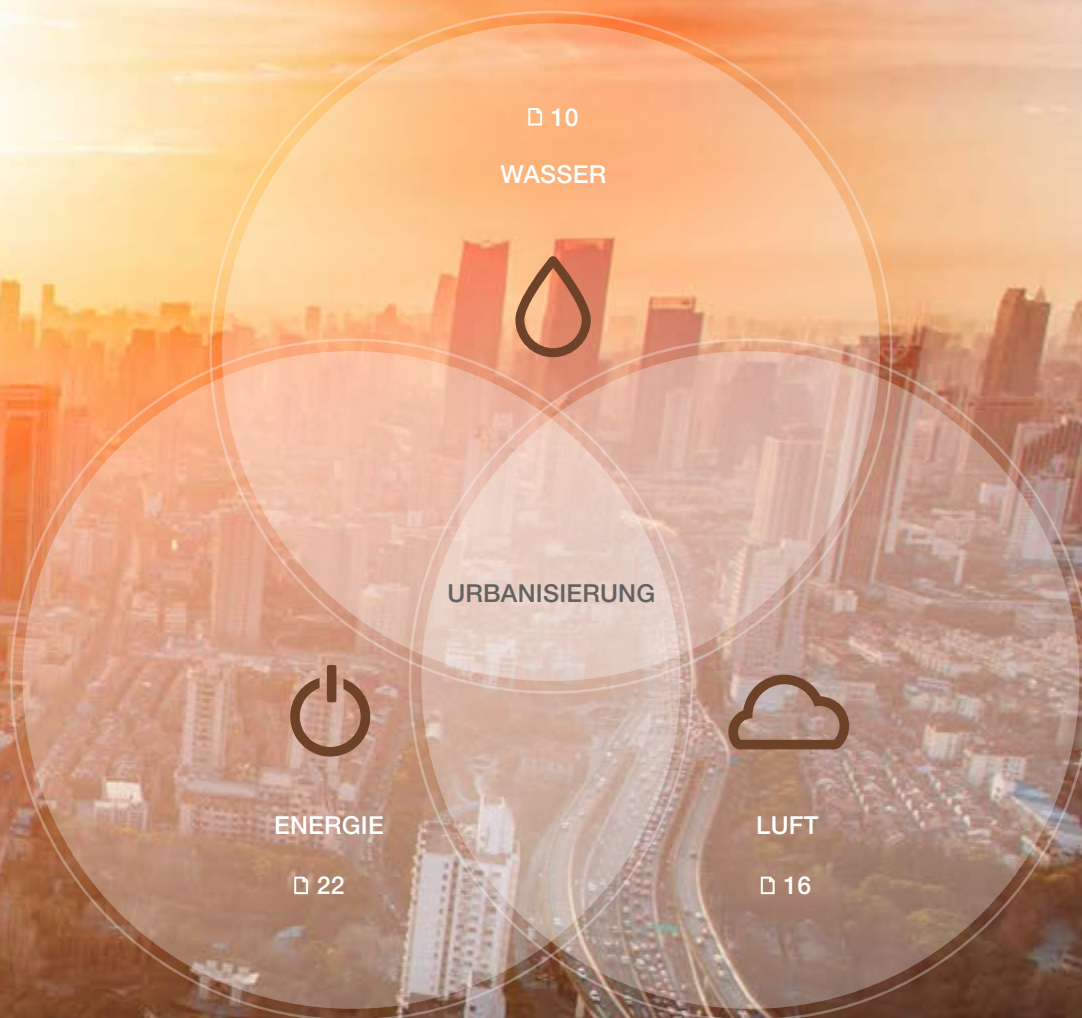 10
WASSER
URBANISIERUNG
ENERGIE
LUFT
22
16